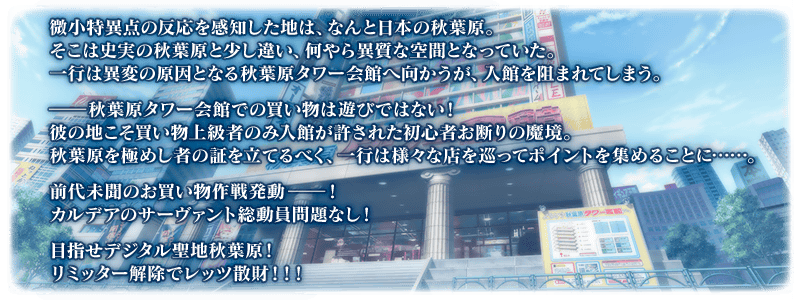 微小特異点の反応を感知した地は、なんと日本の秋葉原。
そこは史実の秋葉原と少し違い、何やら異質な空間となっていた。
一行は異変の原因となる秋葉原タワー会館へ向かうが、入館を阻まれてしまう。
――秋葉原タワー会館での買い物は遊びではない！
彼の地こそ買い物上級者のみ入館が許された初心者お断りの魔境。
秋葉原を極めし者の証を立てるべく、一行は様々な店を巡ってポイントを集めることに……。
前代未聞のお買い物作戦発動――！
カルデアのサーヴァント総動員問題なし！
目指せデジタル聖地秋葉原！
リミッター解除でレッツ散財！！！